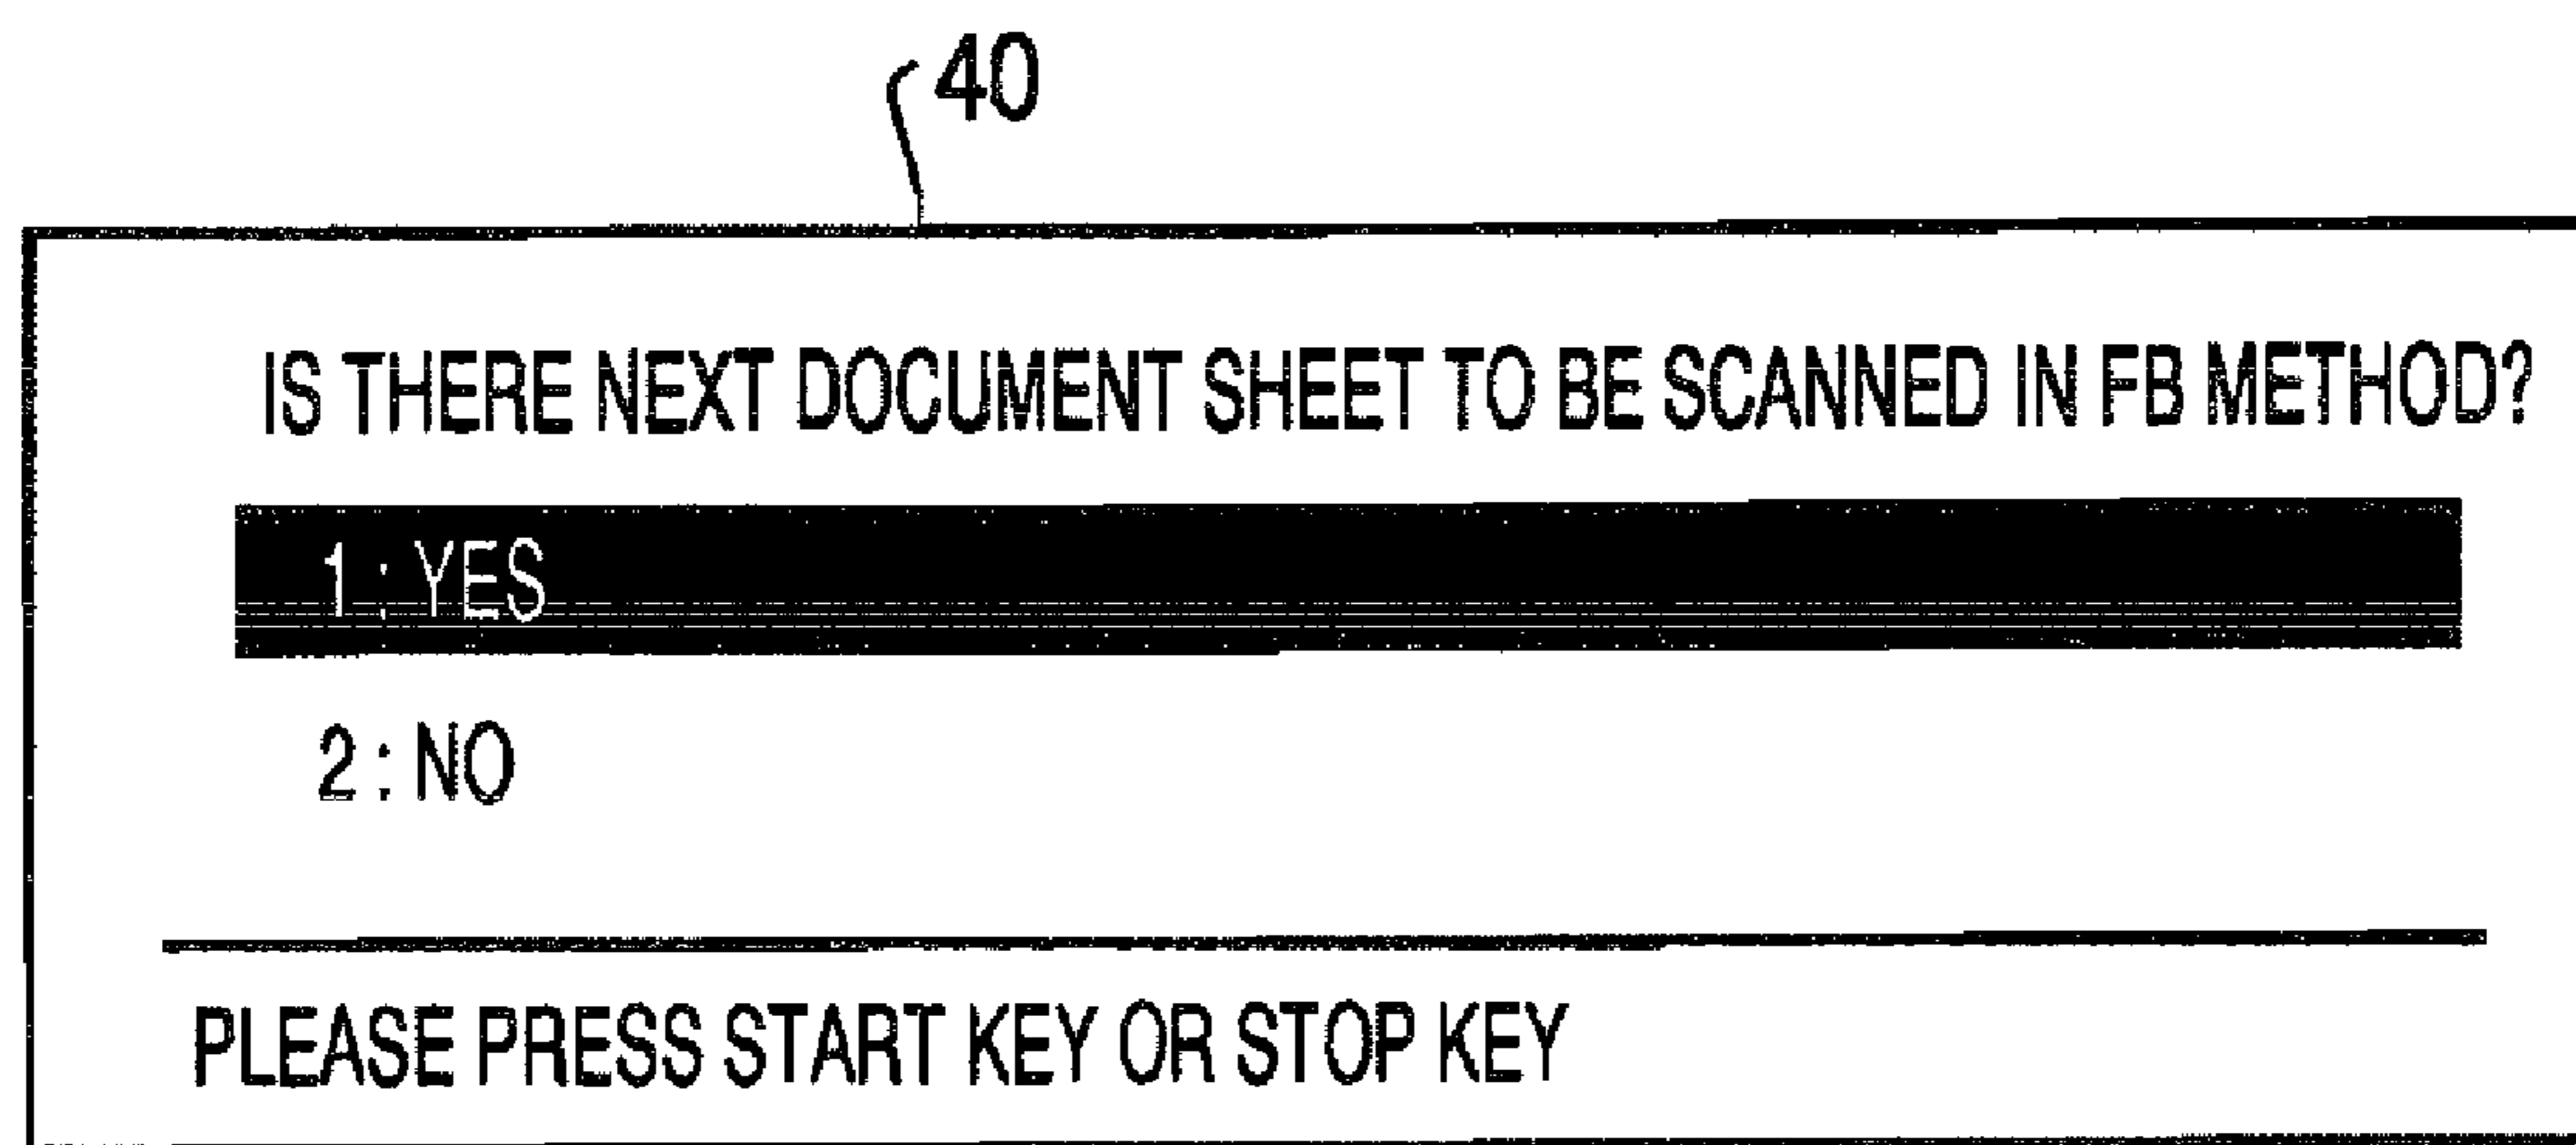 40
IS THERE NEXT DOCUMENT SHEET TO BE SCANNED IN FB METHOD?
1 : YES
2 : NO
PLEASE PRESS START KEY OR STOP KEY